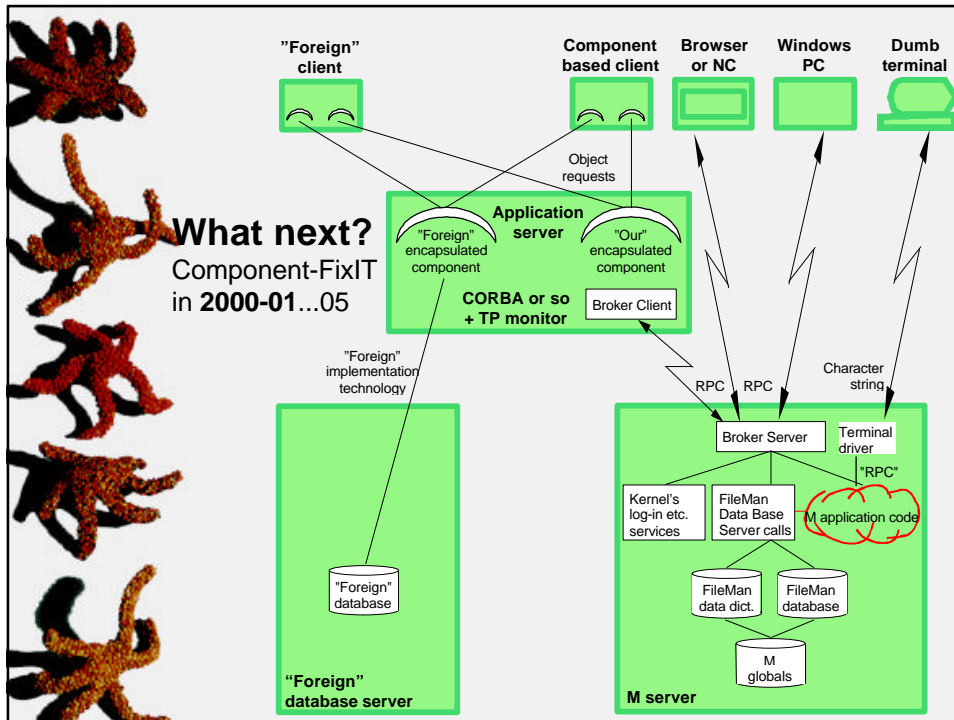 ”Foreign”
client
Component
based client
Browser
or NC
Windows
PC
Dumb
terminal
Object
requests
What next?
Component-FixIT
in 2000-01...05
Application
server
”Foreign”
encapsulated
component
”Our”
encapsulated
component
CORBA or so
+ TP monitor
Broker Client
”Foreign”
implementation
technology
RPC
RPC
Character
string
Broker Server
Terminal
driver
"RPC"
Kernel's
log-in etc.
services
FileMan
Data Base
Server calls
M application code
"Foreign"
database
FileMan
data dict.
FileMan
database
M
globals
“Foreign”
database server
M server